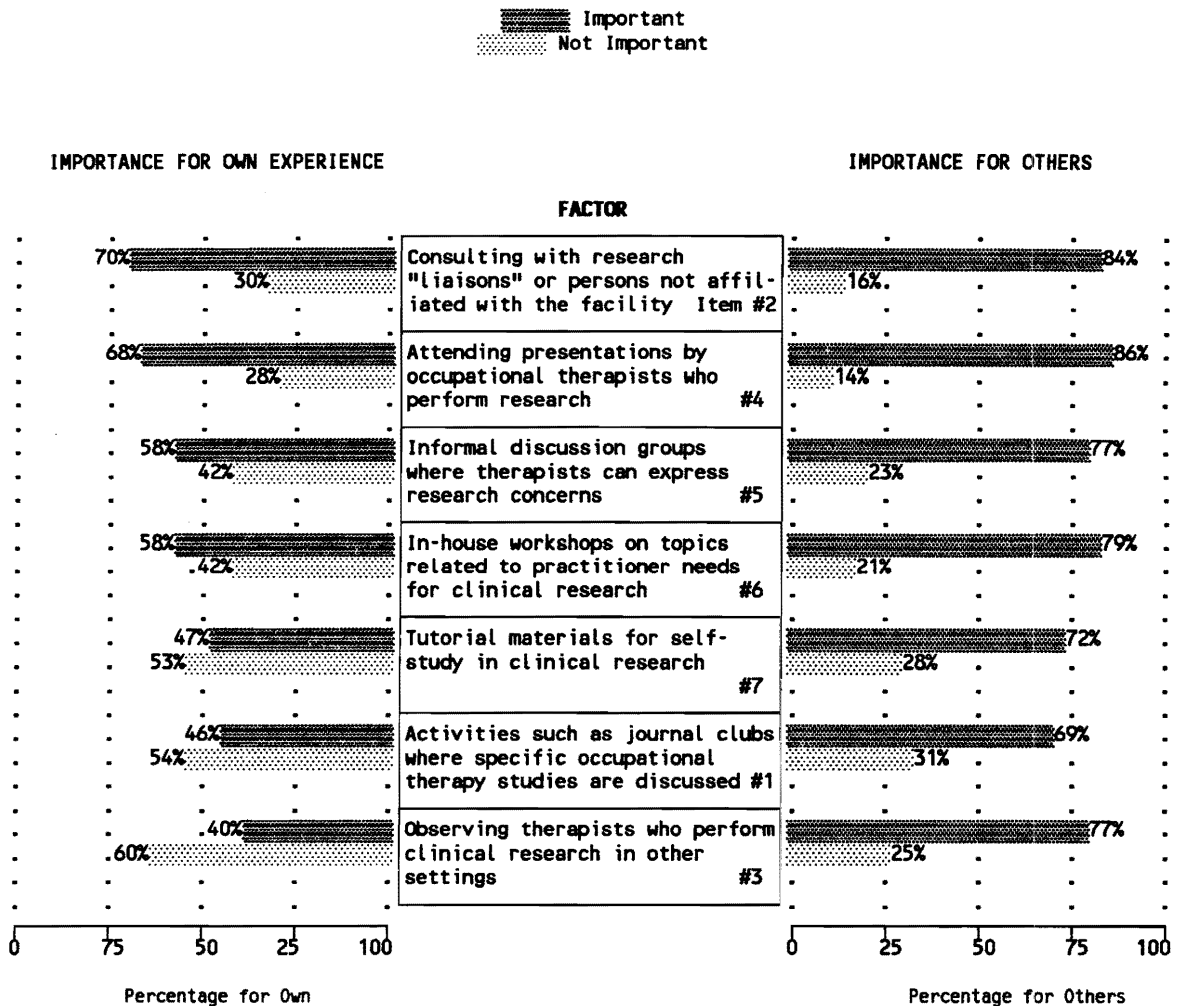 Important
Not Important
IMPORTANCE FOR OWN EXPERIENCE IMPORTANCE FOR OTHERS
FACTOR
70% Consulting with research 84%
30% "liaisons" or persons not affil- 16%
iated with the facility Item #2
68% Attending presentations by 86%
28% occupational therapists who 14%
perform research #4
58% Informal discussion groups 77%
42% where therapists can express 23%
research concerns #5
58% In-house workshops on topics 79%
42% related to practitioner needs 21%
for clinical research #6
47% Tutorial materials for self- 72%
53% study in clinical research 28%
#7
46% Activities such as journal clubs 69%
54% where specific occupational 31%
therapy studies are discussed #1
40% Observing therapists who perform 77%
60% clinical research in other 25%
settings #3
0 75 50 25 100 0 25 50 75 100
Percentage for Own Percentage for Others